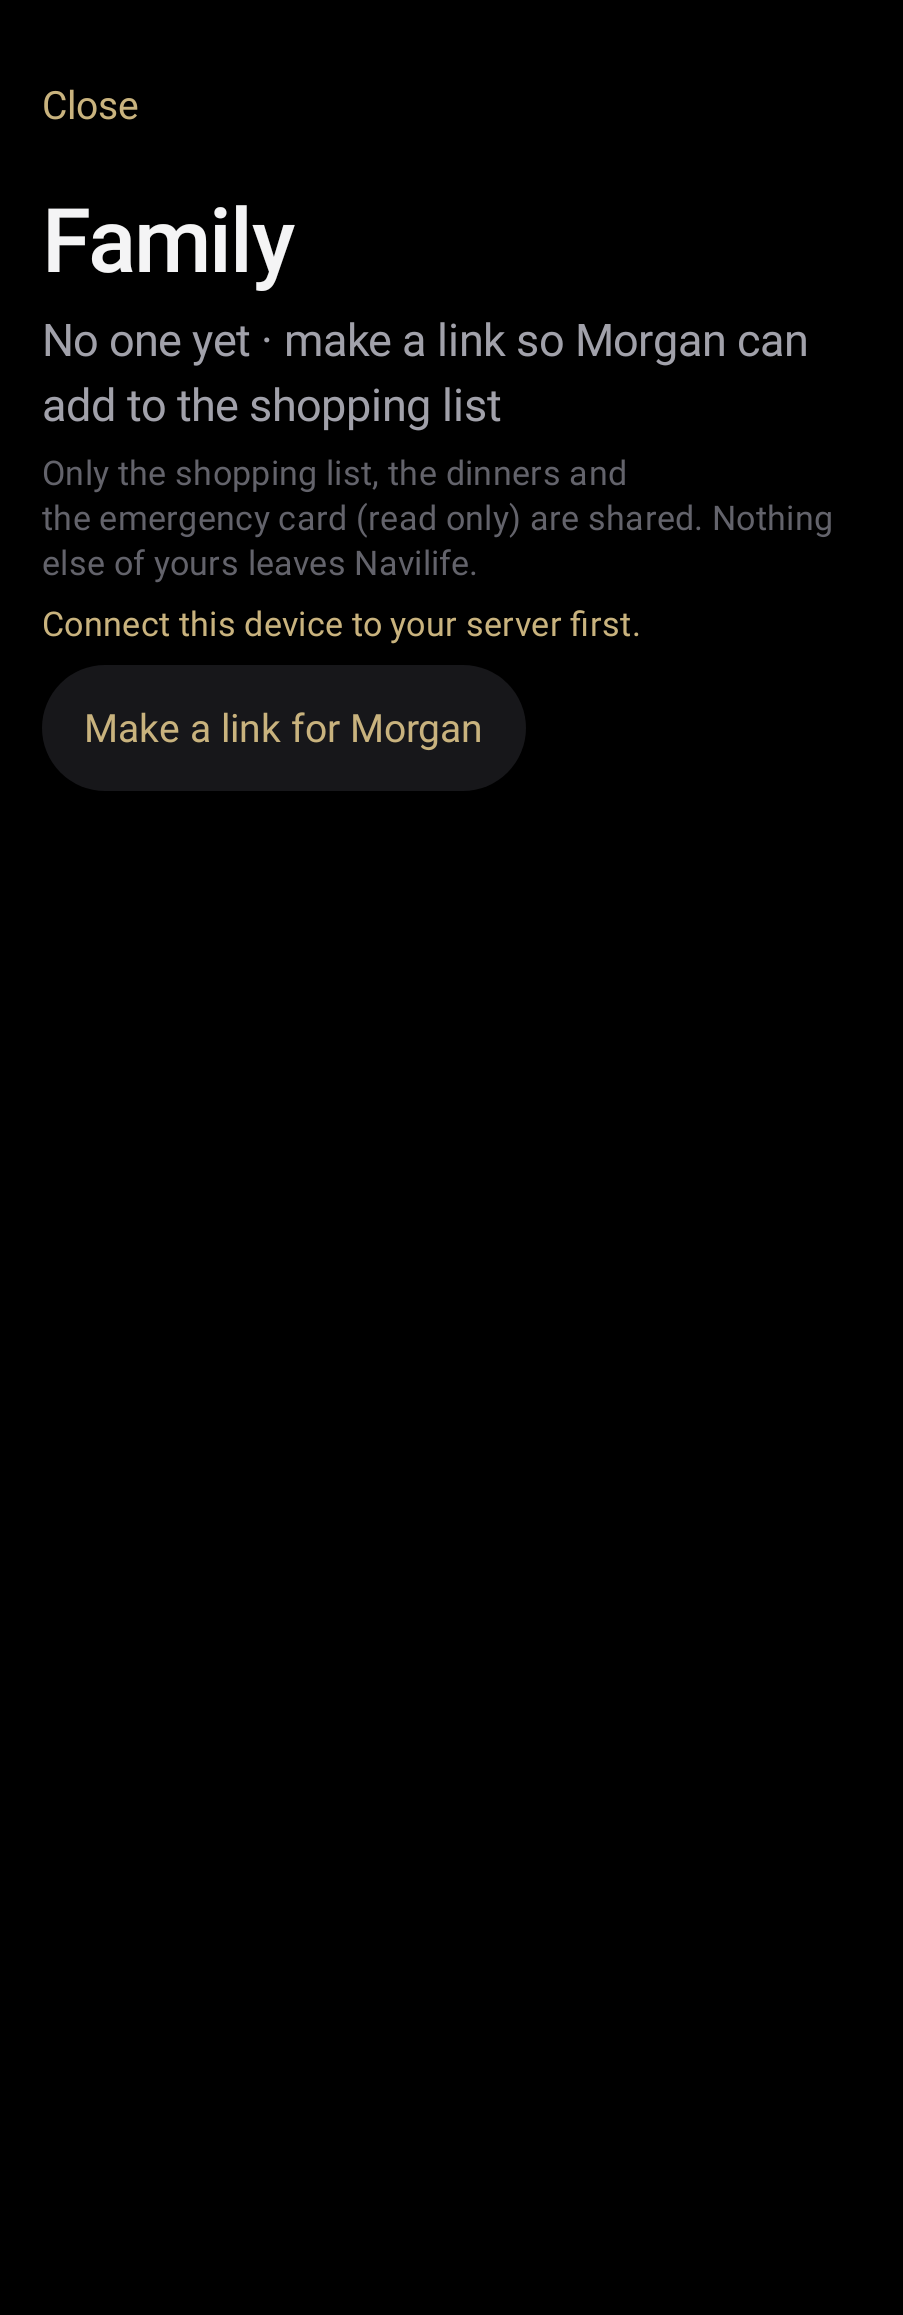 Close
Family
No one yet · make a link so Morgan can
add to the shopping list
Only the shopping list, the dinners and
the emergency card (read only) are shared. Nothing
else of yours leaves Navilife.
Connect this device to your server first.
Make a link for Morgan